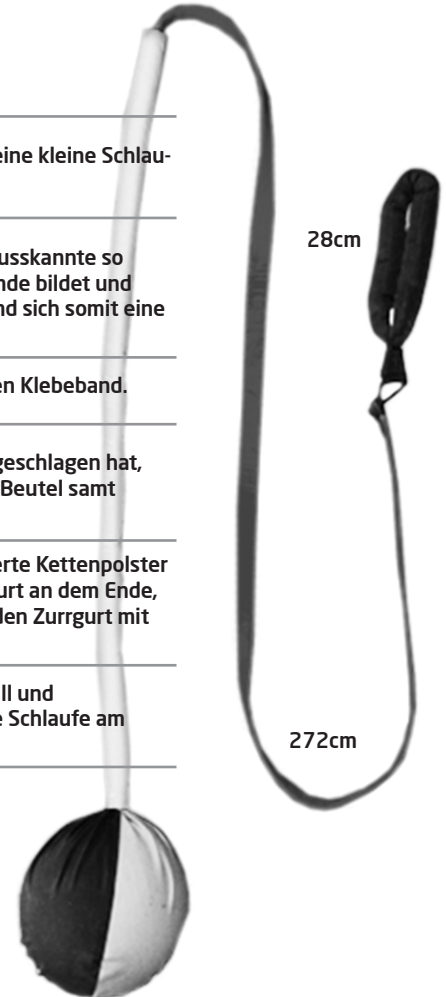 eine kleine Schlau-
usskannte so
nde bildet und
nd sich somit eine
en Klebeband.
geschlagen hat,
Beutel samt
erte Kettenpolster
urt an dem Ende,
den Zurrgurt mit
ll und
e Schlaufe am
28cm
272cm